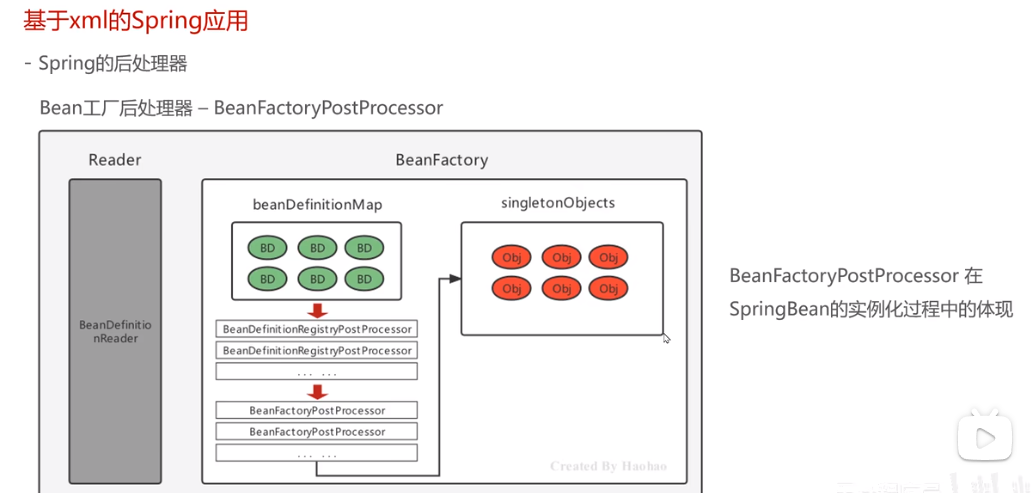 基于xml的Spring应用
- Spring的后处理器
Bean工厂后处理器 – BeanFactoryPostProcessor
Reader
BeanFactory
BeanDefinitio
nReader
beanDefinitionMap
BD BD BD
BD BD BD
BeanDefinitionRegistryPostProcessor
BeanDefinitionRegistryPostProcessor
... ...
BeanFactoryPostProcessor
BeanFactoryPostProcessor
... ...
singletonObjects
Obj Obj Obj
Obj Obj Obj
Created By Haohao
BeanFactoryPostProcessor 在
SpringBean的实例化过程中的体现